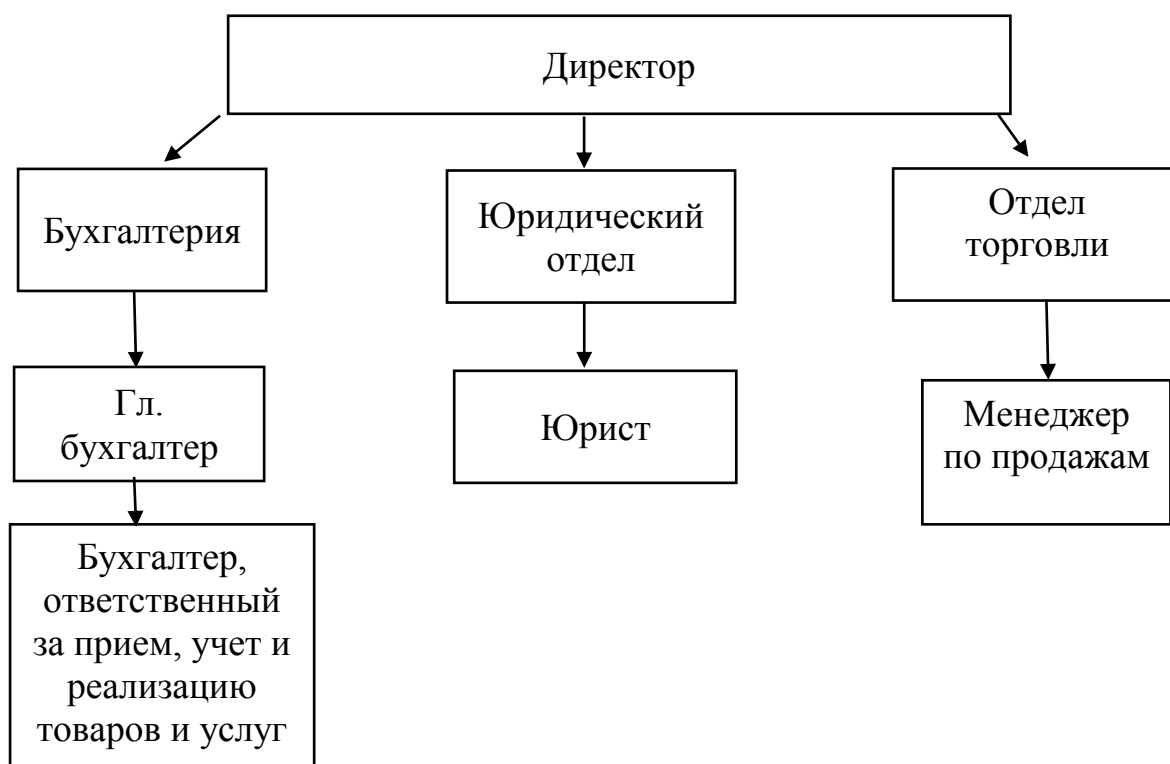 Директор
Бухгалтерия
Юридический
отдел
Отдел
торговли
Гл.
бухгалтер
Юрист
Менеджер
по продажам
Бухгалтер,
ответственный
за прием, учет и
реализацию
товаров и услуг